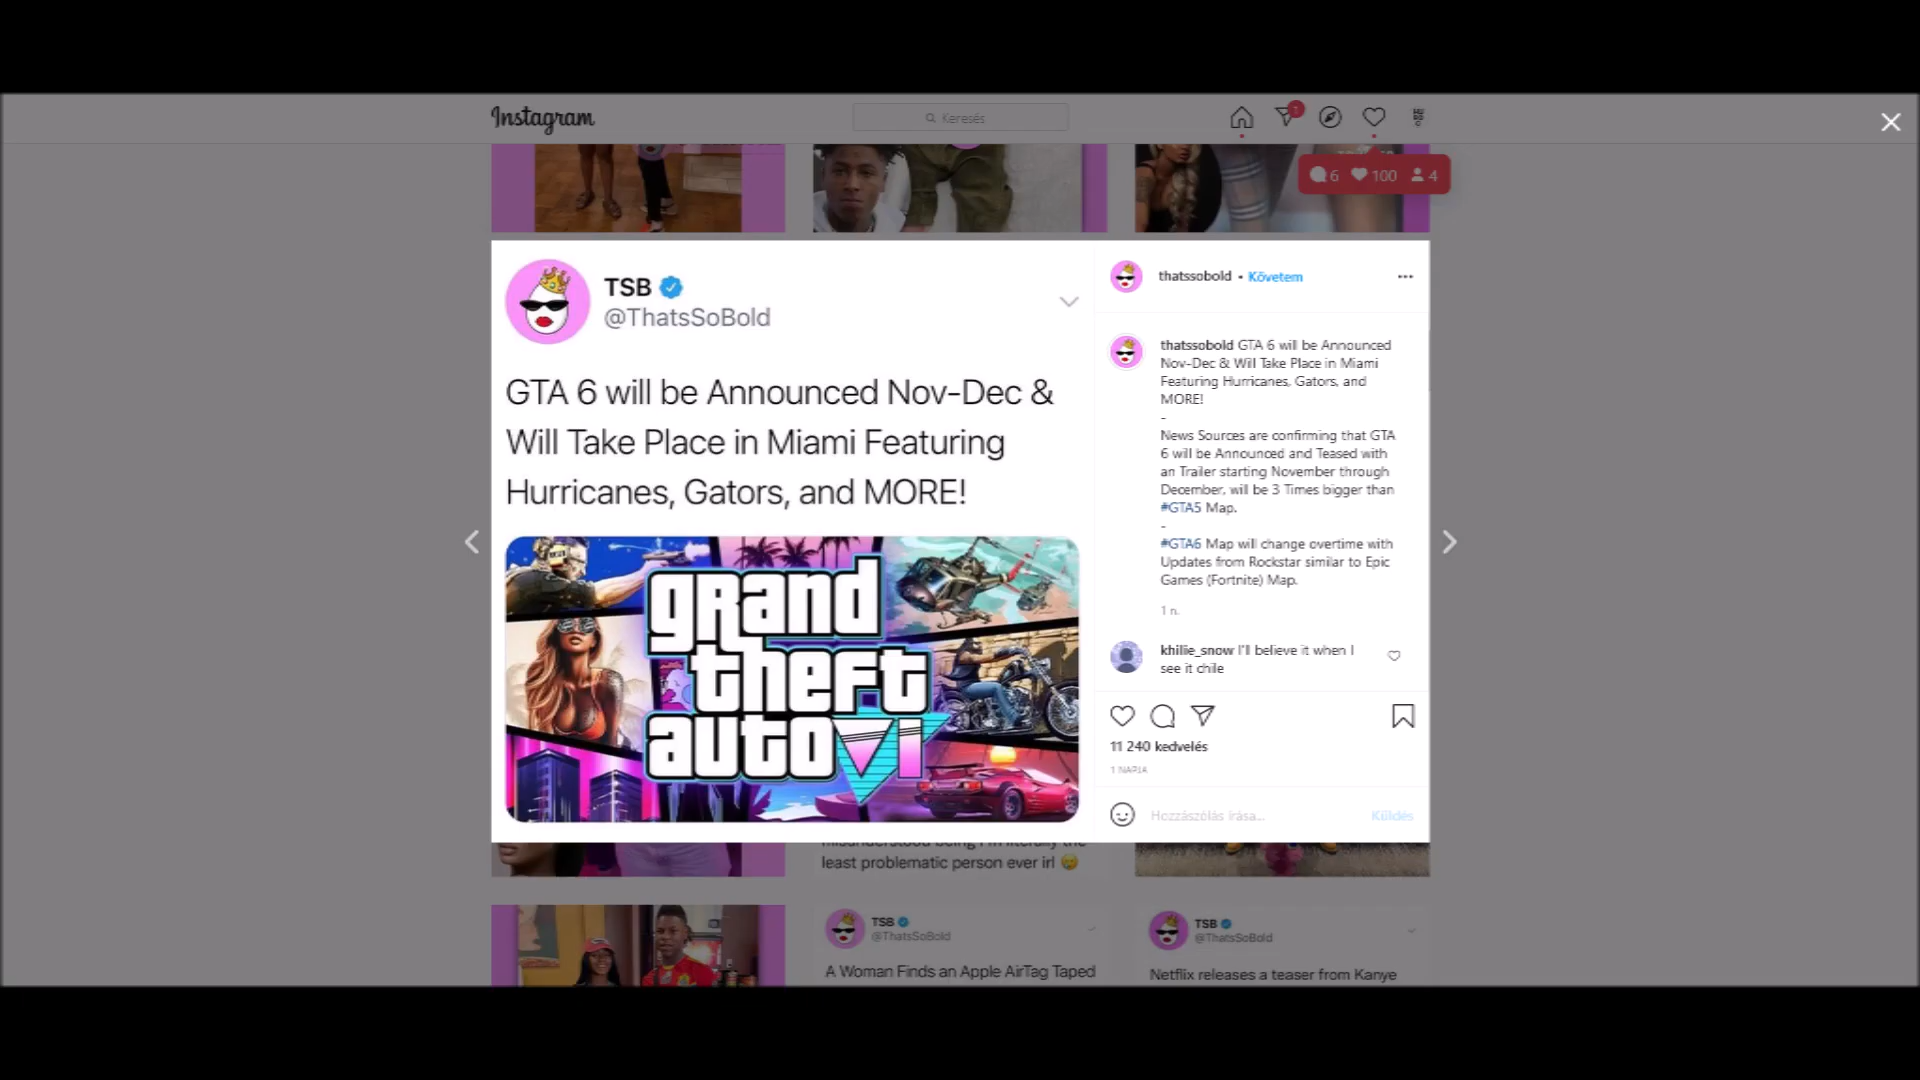 Instagram
Keresés
1
6 100 4
TSB
@ThatsSoBold
GTA 6 will be Announced Nov-Dec &
Will Take Place in Miami Featuring
Hurricanes, Gators, and MORE!
grand
theft
auto VI
thatssobold • Követem
thatssobold GTA 6 will be Announced
Nov-Dec & Will Take Place in Miami
Featuring Hurricanes, Gators, and
MORE!
-
News Sources are confirming that GTA
6 will be Announced and Teased with
an Trailer starting November through
December, will be 3 Times bigger than
#GTA5 Map.
-
#GTA6 Map will change overtime with
Updates from Rockstar similar to Epic
Games (Fortnite) Map.
1 n.
khilie_snow I'll believe it when I
see it chile
11 240 kedvelés
1 NAPJA
Hozzászólás írása...
Küldés
least problematic person ever irl
TSB
@ThatsSoBold
A Woman Finds an Apple AirTag Taped
TSB
@ThatsSoBold
Netflix releases a teaser from Kanye